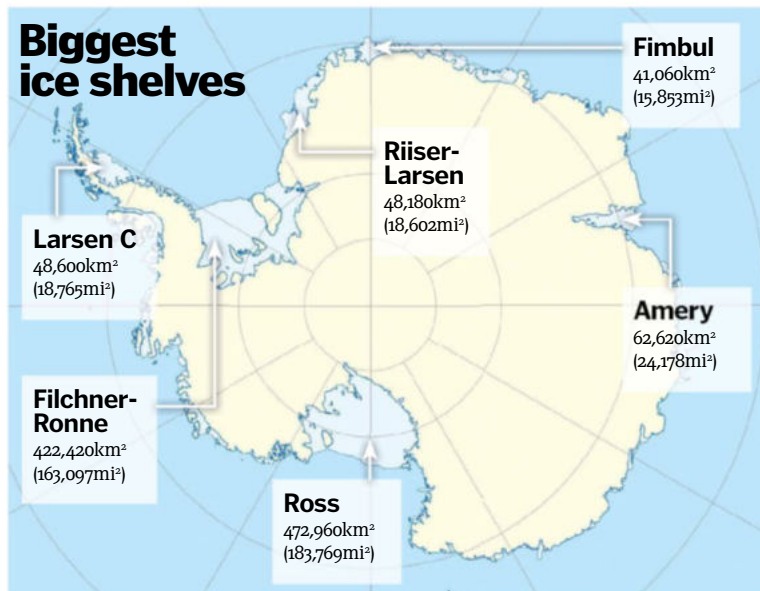 Biggest
ice shelves
Fimbul
41,060km²
(15,853mi²)
Riiser-
Larsen
48,180km²
(18,602mi²)
Larsen C
48,600km²
(18,765mi²)
Amery
62,620km²
(24,178mi²)
Filchner-
Ronne
422,420km²
(163,097mi²)
Ross
472,960km²
(183,769mi²)